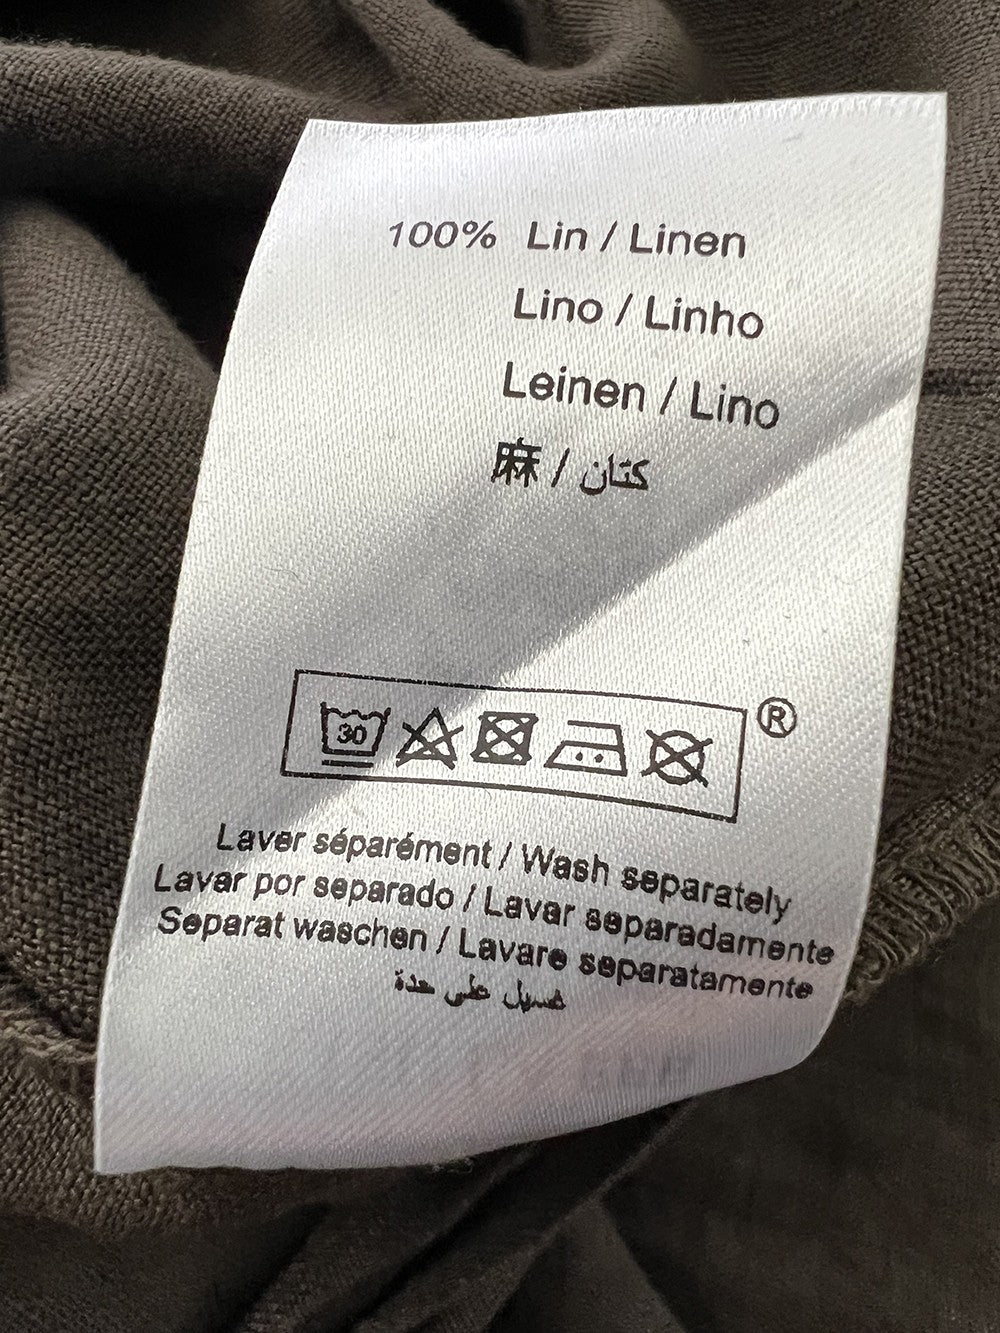 100% Lin / Linen
Lino / Linho
Leinen / Lino
麻 / كتان
30
®
Laver séparément / Wash separately
Lavar por separado / Lavar separadamente
Separat waschen / Lavare separatamente
غسيل على حدة